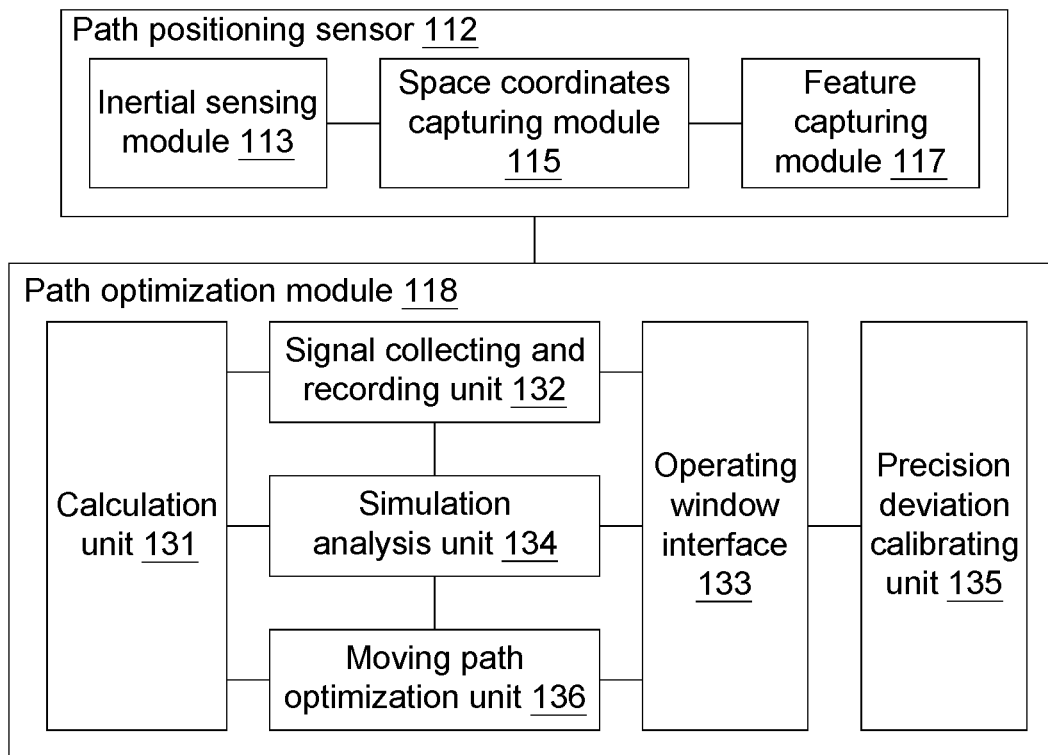 Path positioning sensor 112
Inertial sensing
module 113
Space coordinates
capturing module
115
Feature
capturing
module 117
Path optimization module 118
Calculation
unit 131
Signal collecting and
recording unit 132
Simulation
analysis unit 134
Moving path
optimization unit 136
Operating
window
interface
133
Precision
deviation
calibrating
unit 135